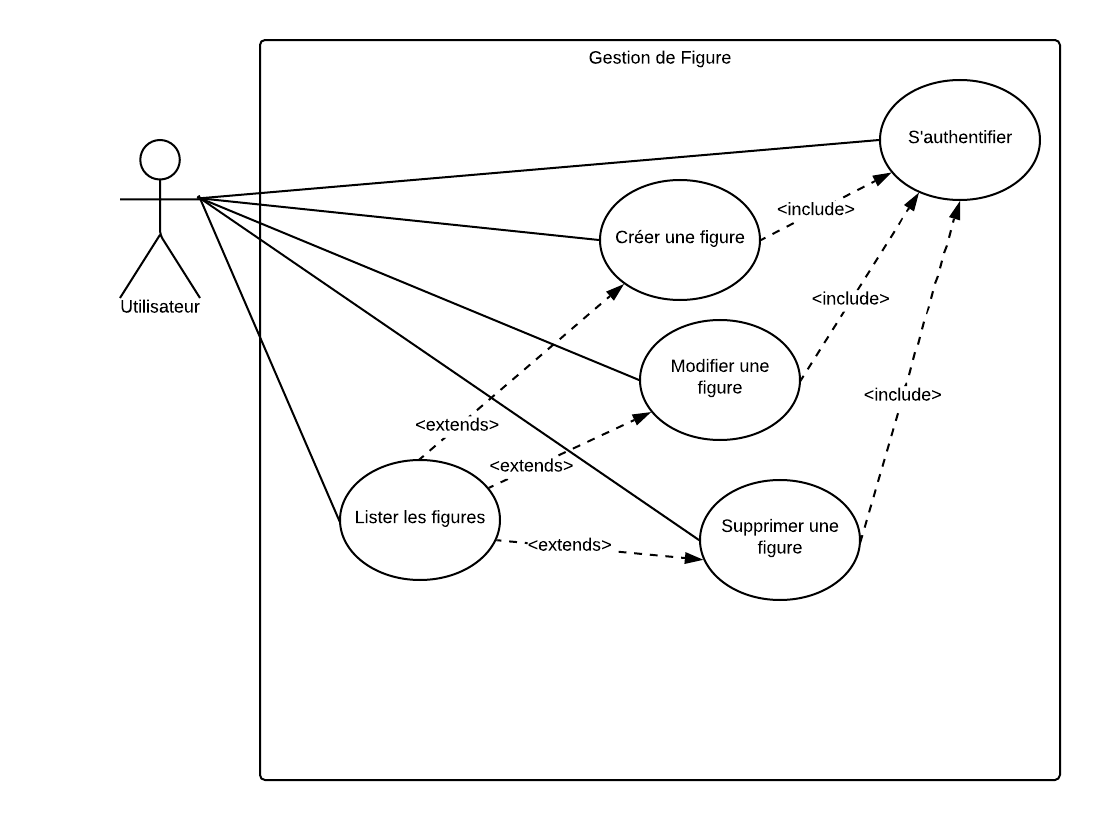 Gestion de Figure
S'authentifier
<include>
Créer une figure
<include>
Utilisateur
Modifier une
figure
<include>
<extends>
<extends>
Lister les figures
Supprimer une
figure
<extends>